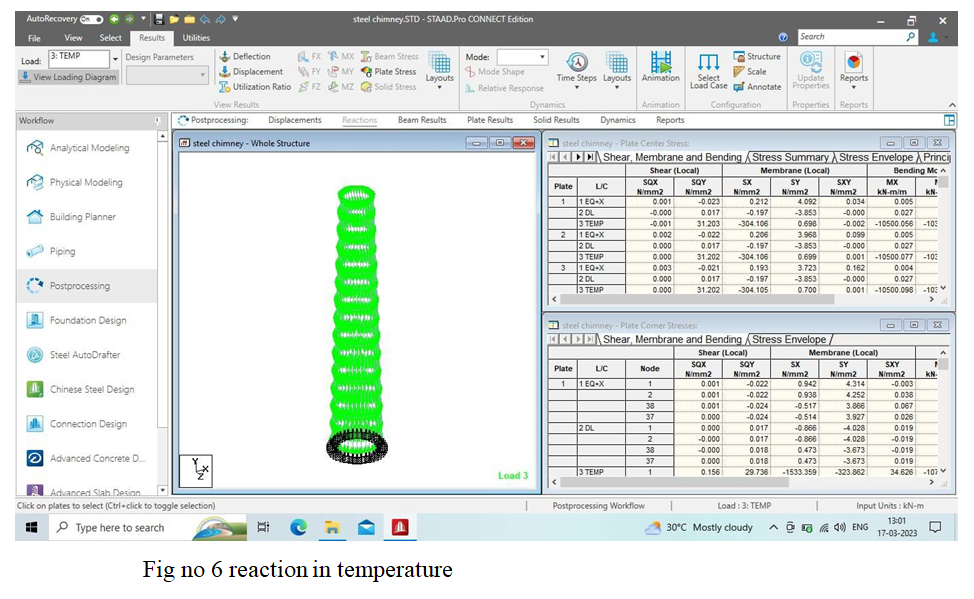 AutoRecovery On steel chimney.STD - STAAD.Pro CONNECT Edition
File View Select Results Utilities Search
Load: 3: TEMP
View Loading Diagram
Design Parameters
Deflection
Displacement
Utilization Ratio
FX MX Beam Stress
FY MY Plate Stress
FZ MZ Solid Stress
Layouts
View Results
Mode:
Mode Shape
Relative Response
Time Steps Layouts
Dynamics
Animation
Animation
Select Load Case
Structure
Scale
Annotate
Configuration
Update Properties
Properties
Reports
Reports
Workflow
Analytical Modeling
Physical Modeling
Building Planner
Piping
Postprocessing
Foundation Design
Steel AutoDrafter
Chinese Steel Design
Connection Design
Advanced Concrete D...
Advanced Slab Design
Postprocessing: Displacements Reactions Beam Results Plate Results Solid Results Dynamics Reports
steel chimney - Whole Structure
Y
X
Z
Load 3
steel chimney - Plate Center Stress:
Shear, Membrane and Bending Stress Summary Stress Envelope Princi
Shear (Local) Membrane (Local) Bending Mc
Plate L/C SQX N/mm2 SQY N/mm2 SX N/mm2 SY N/mm2 SXY N/mm2 MX kN-m/m kN-
1 1 EQ+X 0.001 -0.023 0.212 4.092 0.034 0.005
2 DL -0.000 0.017 -0.197 -3.853 -0.000 0.027
3 TEMP -0.001 31.203 -304.106 0.698 -0.002 -10500.056 -103
2 1 EQ+X 0.002 -0.022 0.206 3.968 0.099 0.005
2 DL 0.000 0.017 -0.197 -3.853 -0.000 0.027
3 TEMP 0.000 31.202 -304.106 0.699 0.001 -10500.077 -103
3 1 EQ+X 0.003 -0.021 0.193 3.723 0.162 0.004
2 DL 0.000 0.017 -0.197 -3.853 -0.000 0.027
3 TEMP 0.000 31.202 -304.105 0.700 0.001 -10500.098 -103
steel chimney - Plate Corner Stresses:
Shear, Membrane and Bending Stress Envelope
Shear (Local) Membrane (Local)
Plate L/C Node SQX N/mm2 SQY N/mm2 SX N/mm2 SY N/mm2 SXY N/mm2 kN-
1 1 EQ+X 1 0.001 -0.022 0.942 4.314 -0.003
2 0.001 -0.022 0.938 4.252 0.038
38 0.001 -0.024 -0.517 3.866 0.067
37 0.000 -0.024 -0.514 3.927 0.026
2 DL 1 0.000 0.017 -0.866 -4.028 -0.019
2 -0.000 0.017 -0.866 -4.028 0.019
38 -0.000 0.018 0.473 -3.673 0.019
37 0.000 0.018 0.473 -3.673 -0.019
3 TEMP 1 0.156 29.736 -1533.359 -323.862 34.626 -107
Click on plates to select (Ctrl+click to toggle selection) Postprocessing Workflow Load : 3: TEMP Input Units : kN-m
Type here to search 30°C Mostly cloudy ENG 13:01
17-03-2023
Fig no 6 reaction in temperature